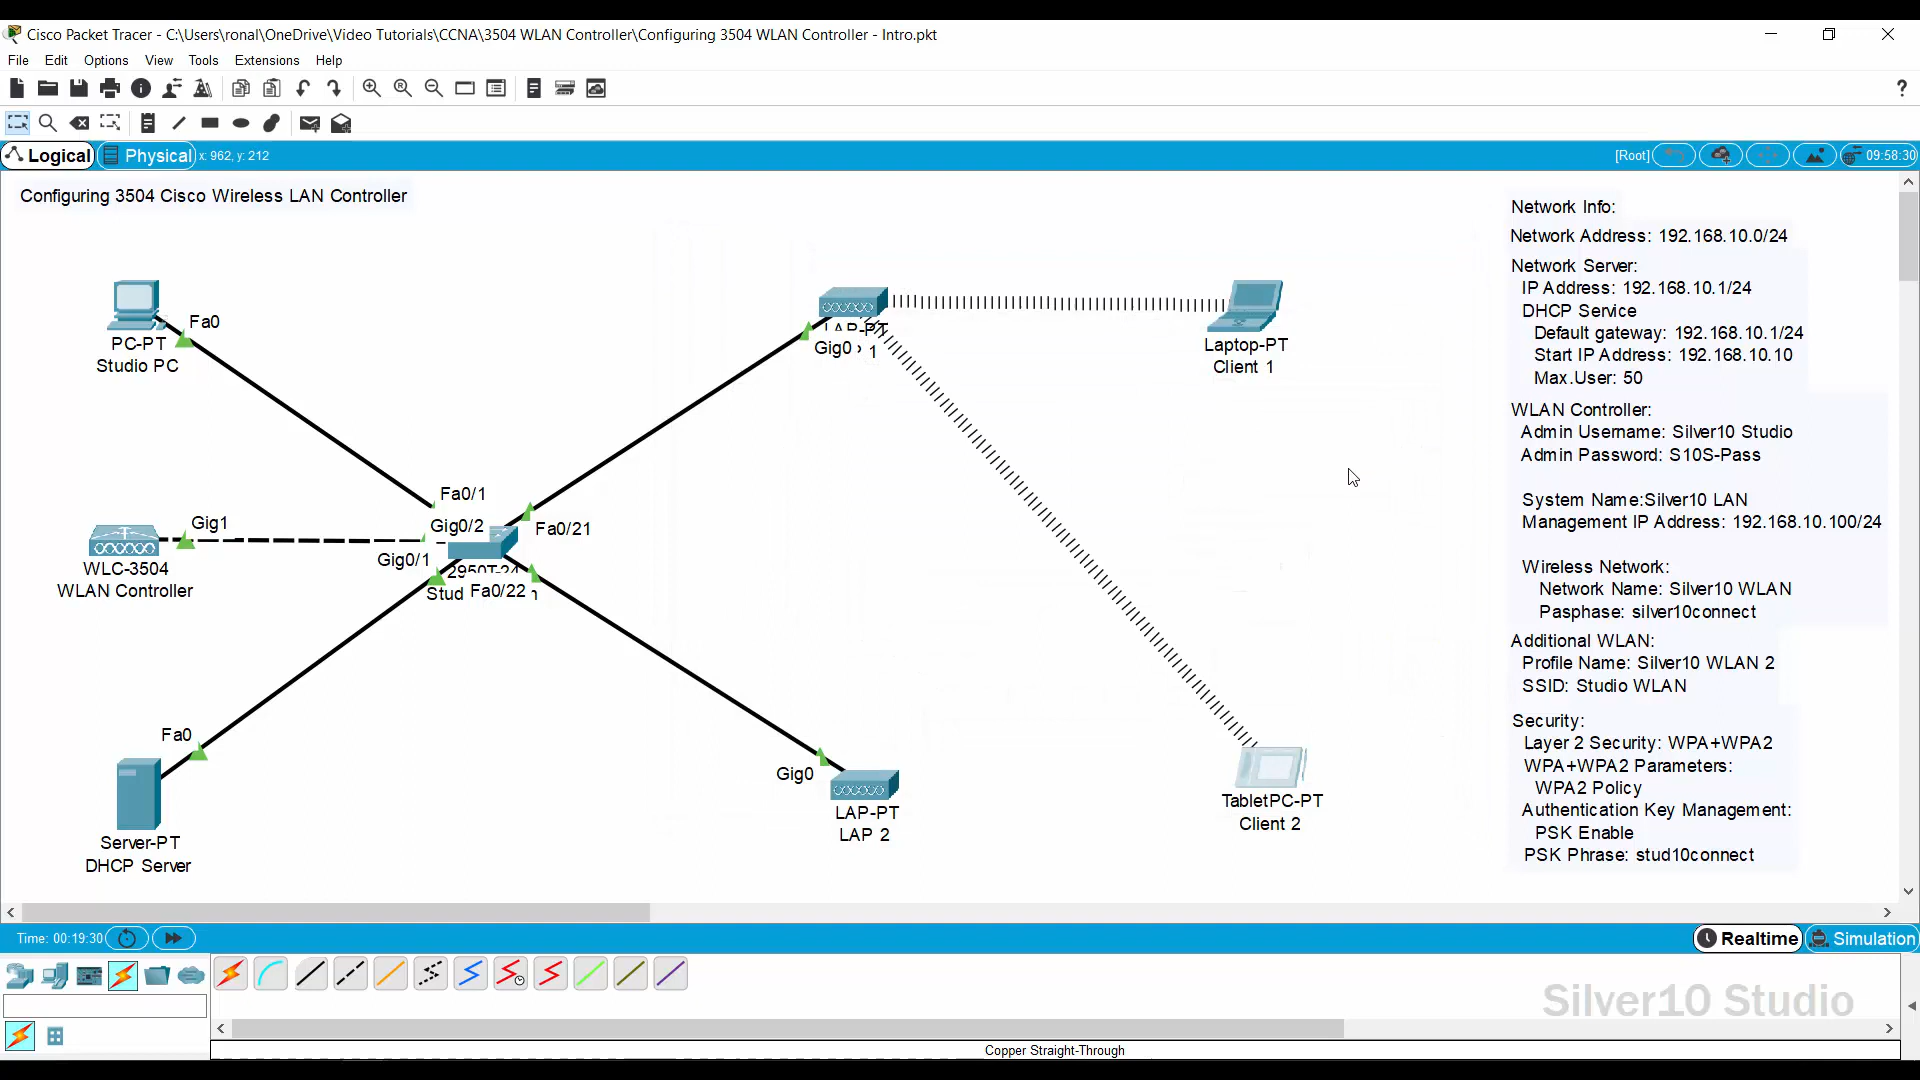 Cisco Packet Tracer - C:\Users\ronal\OneDrive\Video Tutorials\CCNA\3504 WLAN Controller\Configuring 3504 WLAN Controller - Intro.pkt
File Edit Options View Tools Extensions Help
Logical Physical x: 962, y: 212 [Root] 09:58:30
Configuring 3504 Cisco Wireless LAN Controller
Fa0
PC-PT
Studio PC
Gig1
WLC-3504
WLAN Controller
Fa0
Server-PT
DHCP Server
Fa0/1
Gig0/2
Fa0/21
Gig0/1
2950T-24
Stud Fa0/22
LAP-PT
Gig0 1
Gig0
LAP-PT
LAP 2
Laptop-PT
Client 1
TabletPC-PT
Client 2
Network Info:
Network Address: 192.168.10.0/24
Network Server:
IP Address: 192.168.10.1/24
DHCP Service
Default gateway: 192.168.10.1/24
Start IP Address: 192.168.10.10
Max.User: 50
WLAN Controller:
Admin Username: Silver10 Studio
Admin Password: S10S-Pass
System Name:Silver10 LAN
Management IP Address: 192.168.10.100/24
Wireless Network:
Network Name: Silver10 WLAN
Pasphase: silver10connect
Additional WLAN:
Profile Name: Silver10 WLAN 2
SSID: Studio WLAN
Security:
Layer 2 Security: WPA+WPA2
WPA+WPA2 Parameters:
WPA2 Policy
Authentication Key Management:
PSK Enable
PSK Phrase: stud10connect
Time: 00:19:30 Realtime Simulation
Silver10 Studio
Copper Straight-Through